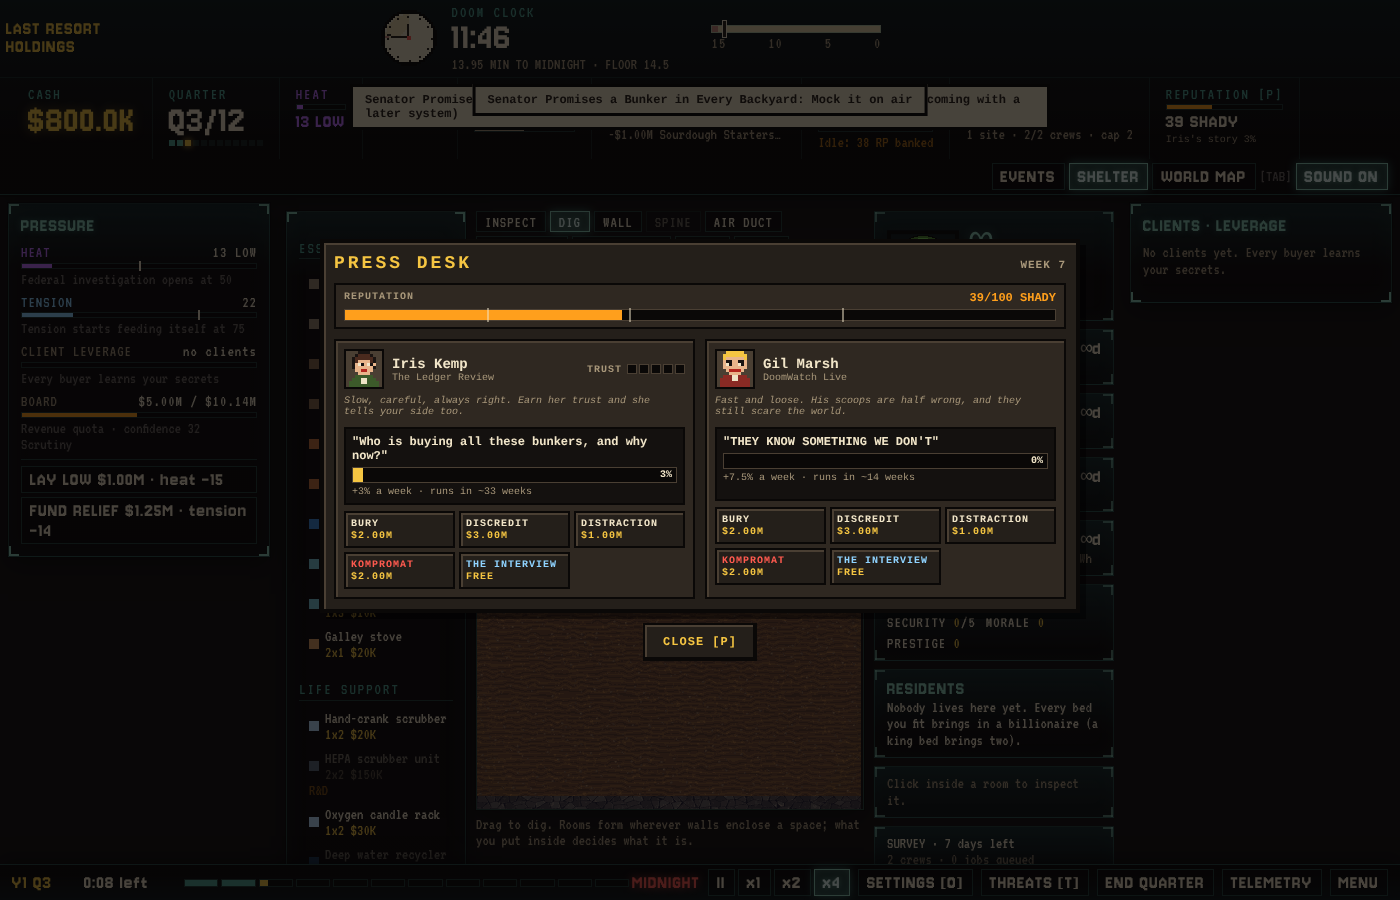 LAST RESORT
HOLDINGS
DOOM CLOCK
11:46
13.95 MIN TO MIDNIGHT · FLOOR 14.5
15 10 5 0
CASH
$800.0K
QUARTER
Q3/12
HEAT
13 LOW
Senator Promise
coming with a
later system)
Senator Promises a Bunker in Every Backyard: Mock it on air
-$1.00M Sourdough Starters…
Idle: 38 RP banked
1 site · 2/2 crews · cap 2
REPUTATION [P]
39 SHADY
Iris's story 3%
EVENTS
SHELTER
WORLD MAP
[TAB]
SOUND ON
PRESSURE
HEAT 13 LOW
Federal investigation opens at 50
TENSION 22
Tension starts feeding itself at 75
CLIENT LEVERAGE no clients
Every buyer learns your secrets
BOARD $5.00M / $10.14M
Revenue quota · confidence 32
Scrutiny
LAY LOW $1.00M · heat -15
FUND RELIEF $1.25M · tension
-14
ESSE
INSPECT
DIG
WALL
SPINE
AIR DUCT
CLIENTS · LEVERAGE
No clients yet. Every buyer learns
your secrets.
PRESS DESK
WEEK 7
REPUTATION
39/100 SHADY
Iris Kemp
The Ledger Review
TRUST
Slow, careful, always right. Earn her trust and she
tells your side too.
"Who is buying all these bunkers, and why
now?"
3%
+3% a week · runs in ~33 weeks
BURY
$2.00M
DISCREDIT
$3.00M
DISTRACTION
$1.00M
KOMPROMAT
$2.00M
THE INTERVIEW
FREE
Gil Marsh
DoomWatch Live
Fast and loose. His scoops are half wrong, and they
still scare the world.
"THEY KNOW SOMETHING WE DON'T"
0%
+7.5% a week · runs in ~14 weeks
BURY
$2.00M
DISCREDIT
$3.00M
DISTRACTION
$1.00M
KOMPROMAT
$2.00M
THE INTERVIEW
FREE
CLOSE [P]
Galley stove
2x1 $20K
LIFE SUPPORT
Hand-crank scrubber
1x2 $20K
HEPA scrubber unit
2x2 $150K
R&D
Oxygen candle rack
1x2 $30K
Deep water recycler
Drag to dig. Rooms form wherever walls enclose a space; what
you put inside decides what it is.
SECURITY 0/5 MORALE 0
PRESTIGE 0
RESIDENTS
Nobody lives here yet. Every bed
you fit brings in a billionaire (a
king bed brings two).
Click inside a room to inspect
it.
SURVEY · 7 days left
2 crews · 0 jobs queued
Y1 Q3
0:08 left
MIDNIGHT
II
x1
x2
x4
SETTINGS [O]
THREATS [T]
END QUARTER
TELEMETRY
MENU